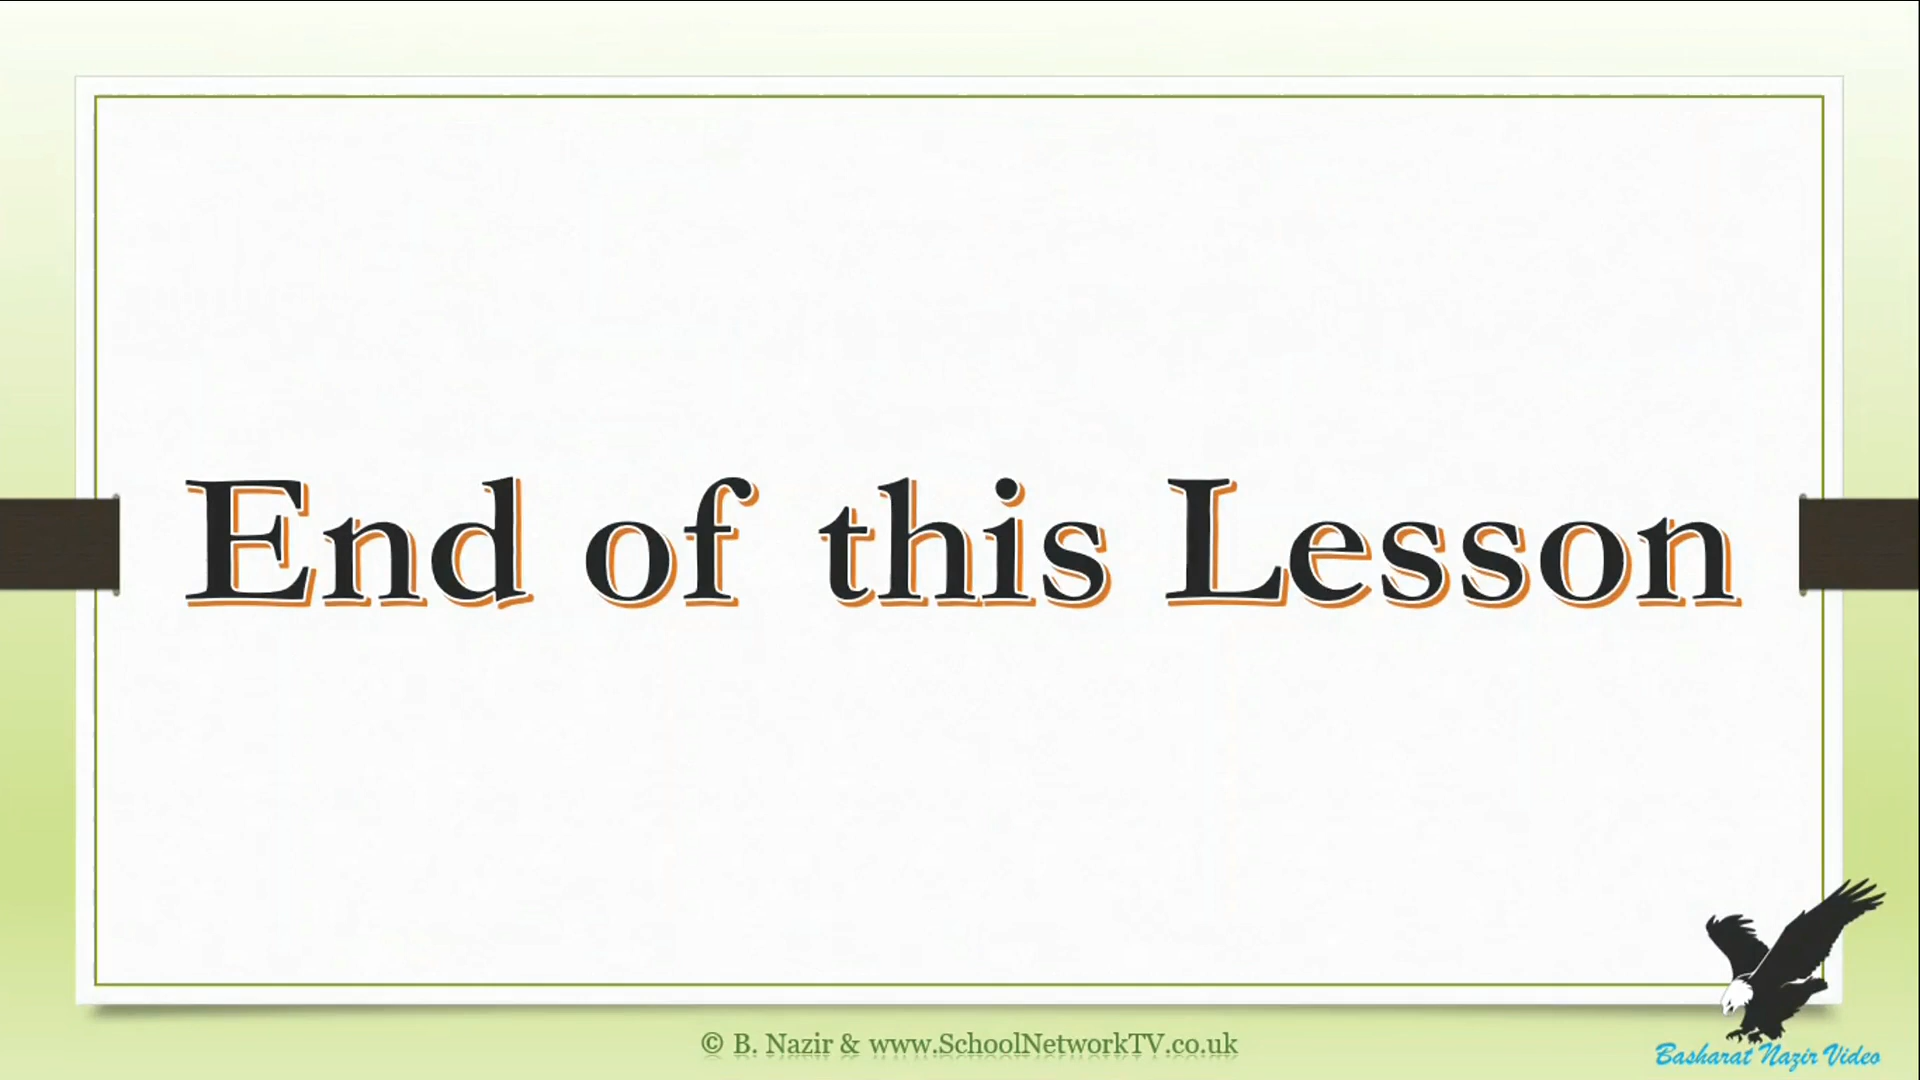 End of this Lesson
© B. Nazir & www.SchoolNetworkTV.co.uk
Basharat Nazir Video